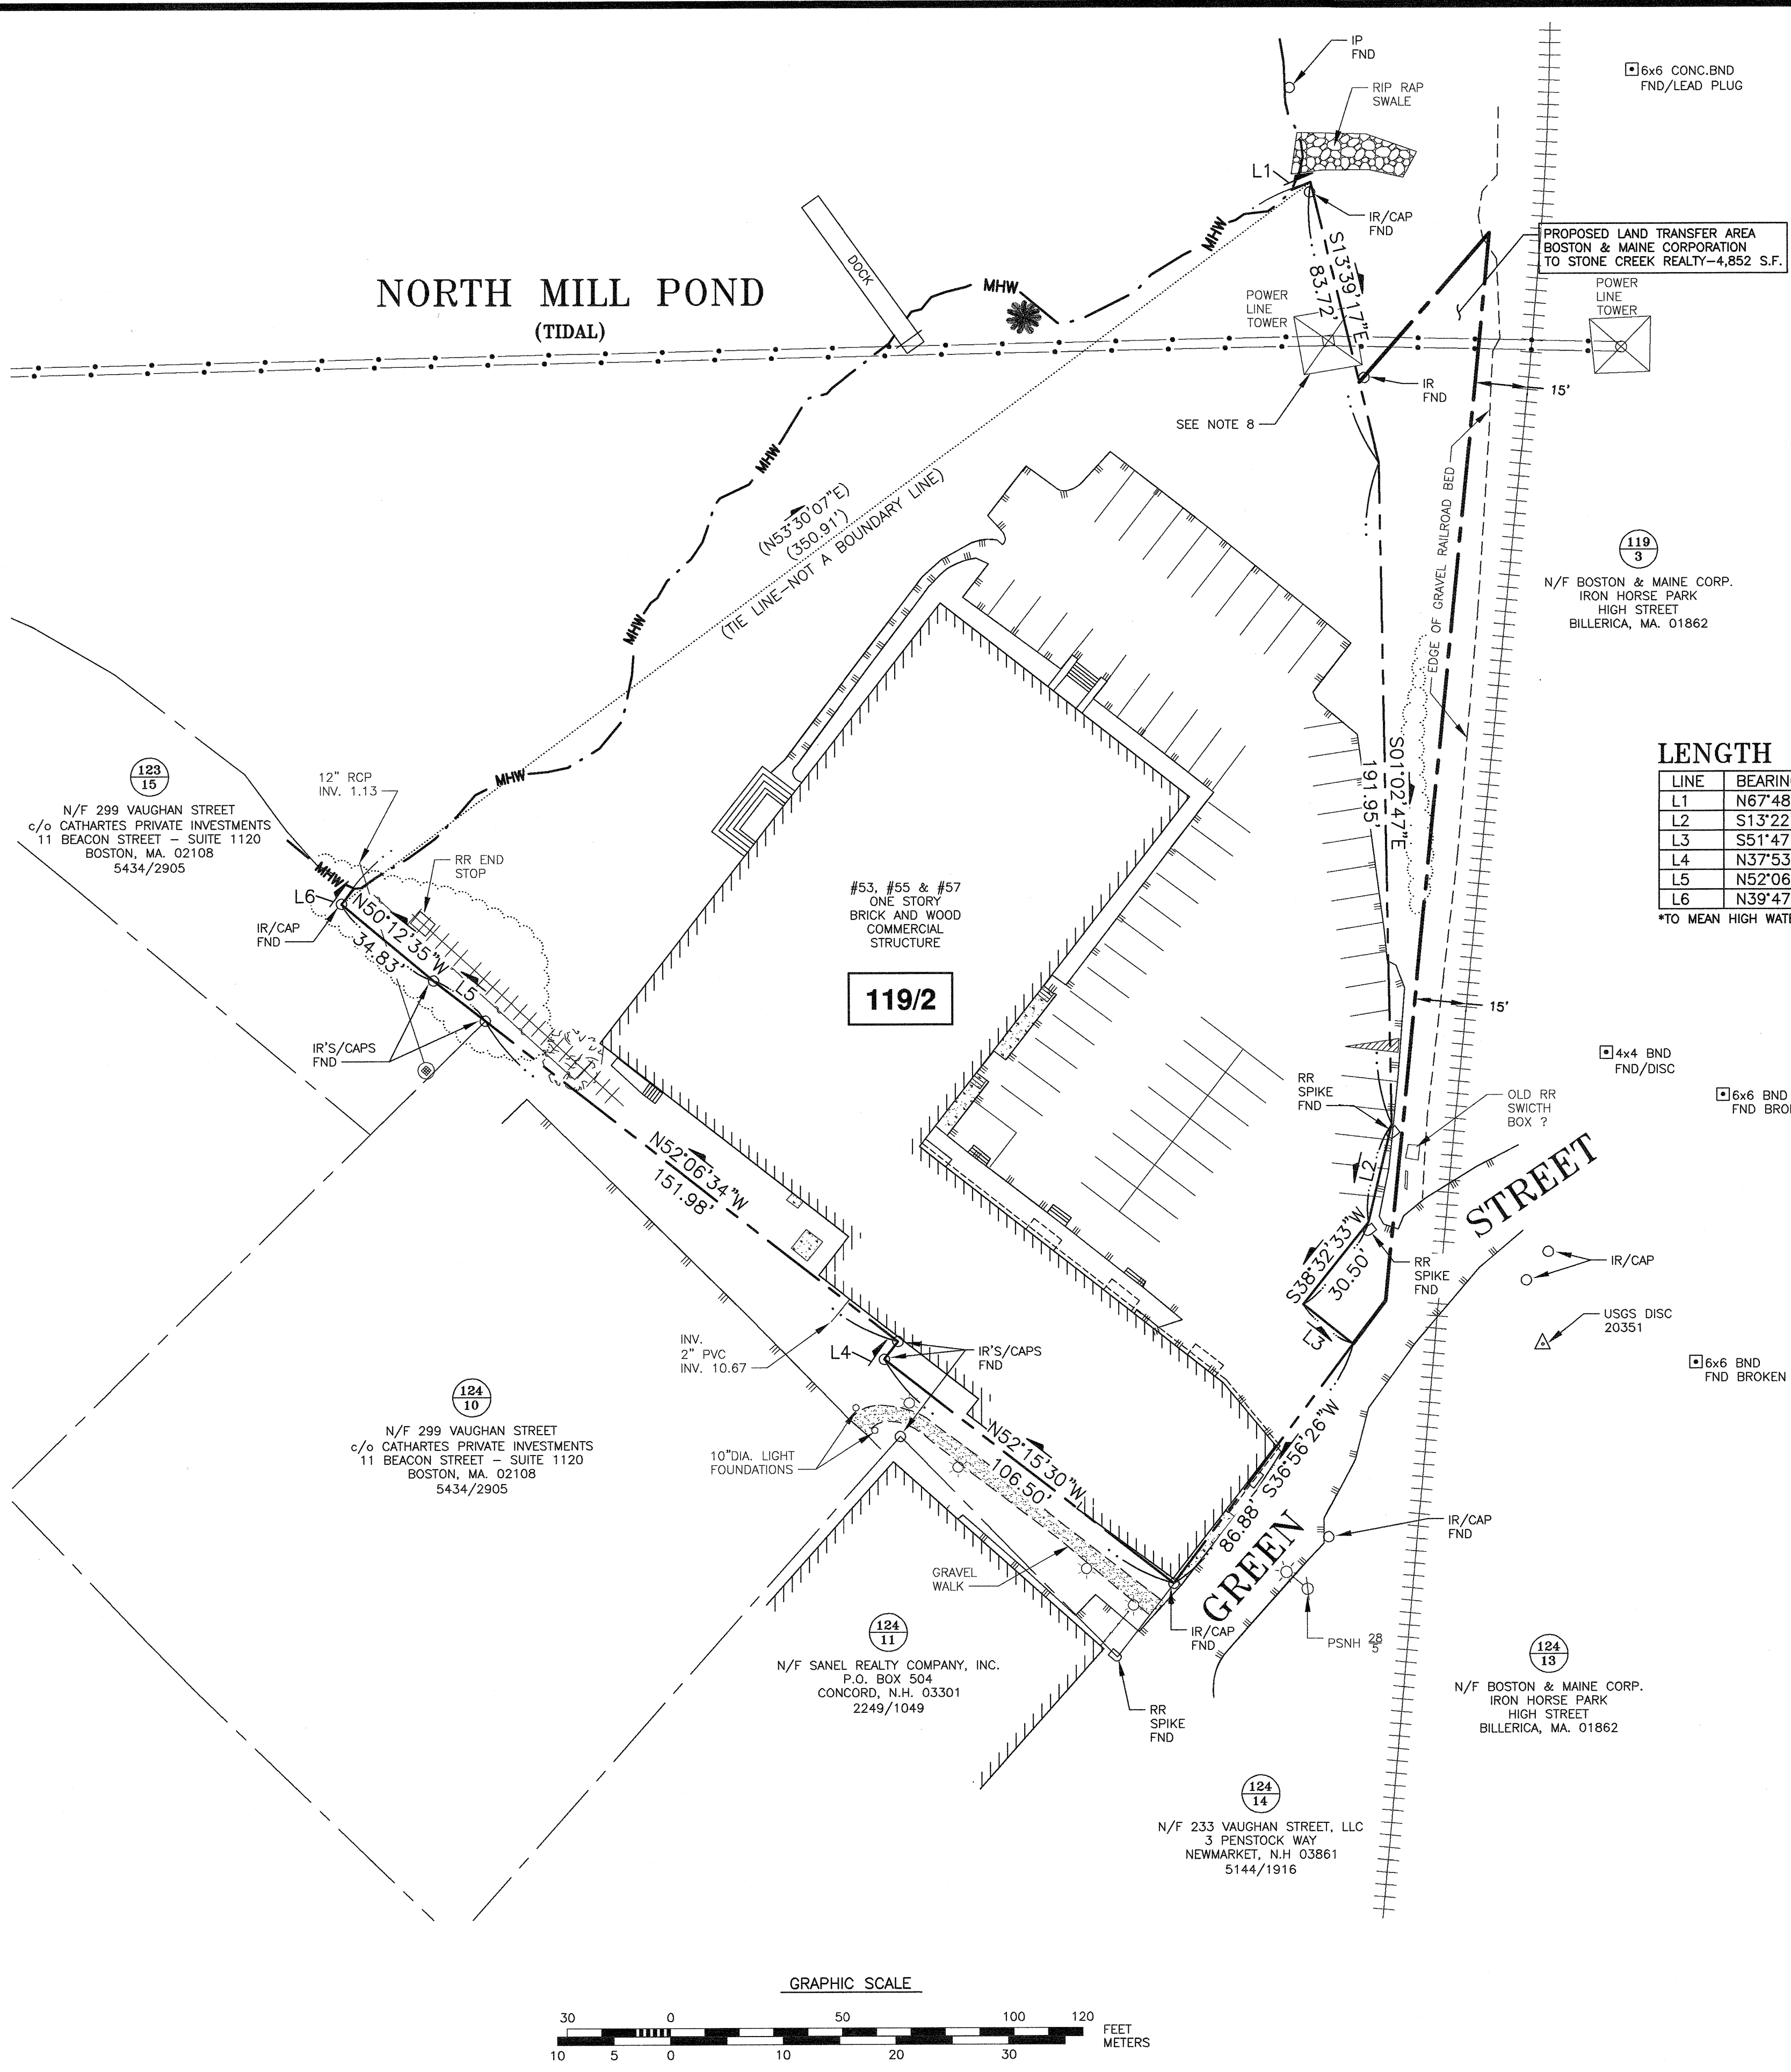 IP
FND
6x6 CONC.BND
FND/LEAD PLUG
RIP RAP
SWALE
L1
IR/CAP
FND
MHW
S13°39'17"E
83.72'
PROPOSED LAND TRANSFER AREA
BOSTON & MAINE CORPORATION
TO STONE CREEK REALTY-4,852 S.F.
DOCK
NORTH MILL POND
(TIDAL)
MHW
POWER
LINE
TOWER
POWER
LINE
TOWER
IR
FND
15'
SEE NOTE 8
MHW
(N53°30'07"E)
(350.91')
(TIE LINE-NOT A BOUNDARY LINE)
EDGE OF GRAVEL RAILROAD BED
119
3
N/F BOSTON & MAINE CORP.
IRON HORSE PARK
HIGH STREET
BILLERICA, MA. 01862
MHW
S01°02'47"E
191.95'
LENGTH
LINE BEARIN
L1 N67°48
L2 S13°22
L3 S51°47
L4 N37°53
L5 N52°06
L6 N39°47
*TO MEAN HIGH WAT
123
15
N/F 299 VAUGHAN STREET
c/o CATHARTES PRIVATE INVESTMENTS
11 BEACON STREET - SUITE 1120
BOSTON, MA. 02108
5434/2905
12" RCP
INV. 1.13
MHW
MHW
RR END
STOP
L6
IR/CAP
FND
N50°12'35"W
34.83'
L5
IR'S/CAPS
FND
#53, #55 & #57
ONE STORY
BRICK AND WOOD
COMMERCIAL
STRUCTURE
119/2
15'
4x4 BND
FND/DISC
6x6 BND
RR
SPIKE
FND
OLD RR
SWICTH
BOX ?
L2
STREET
N52°06'34"W
151.98'
S38°32'33"W
30.50'
RR
SPIKE
FND
IR/CAP
L3
USGS DISC
20351
6x6 BND
FND BROKEN
INV.
2" PVC
INV. 10.67
L4
IR'S/CAPS
FND
124
10
N/F 299 VAUGHAN STREET
c/o CATHARTES PRIVATE INVESTMENTS
11 BEACON STREET - SUITE 1120
BOSTON, MA. 02108
5434/2905
10"DIA. LIGHT
FOUNDATIONS
N52°15'30"W
106.50'
S36°56'26"W
86.88'
GREEN
IR/CAP
FND
GRAVEL
WALK
IR/CAP
FND
PSNH 28
5
124
11
N/F SANEL REALTY COMPANY, INC.
P.O. BOX 504
CONCORD, N.H. 03301
2249/1049
RR
SPIKE
FND
124
13
N/F BOSTON & MAINE CORP.
IRON HORSE PARK
HIGH STREET
BILLERICA, MA. 01862
124
14
N/F 233 VAUGHAN STREET, LLC
3 PENSTOCK WAY
NEWMARKET, N.H 03861
5144/1916
GRAPHIC SCALE
30 0 50 100 120
FEET
METERS
10 5 0 10 20 30